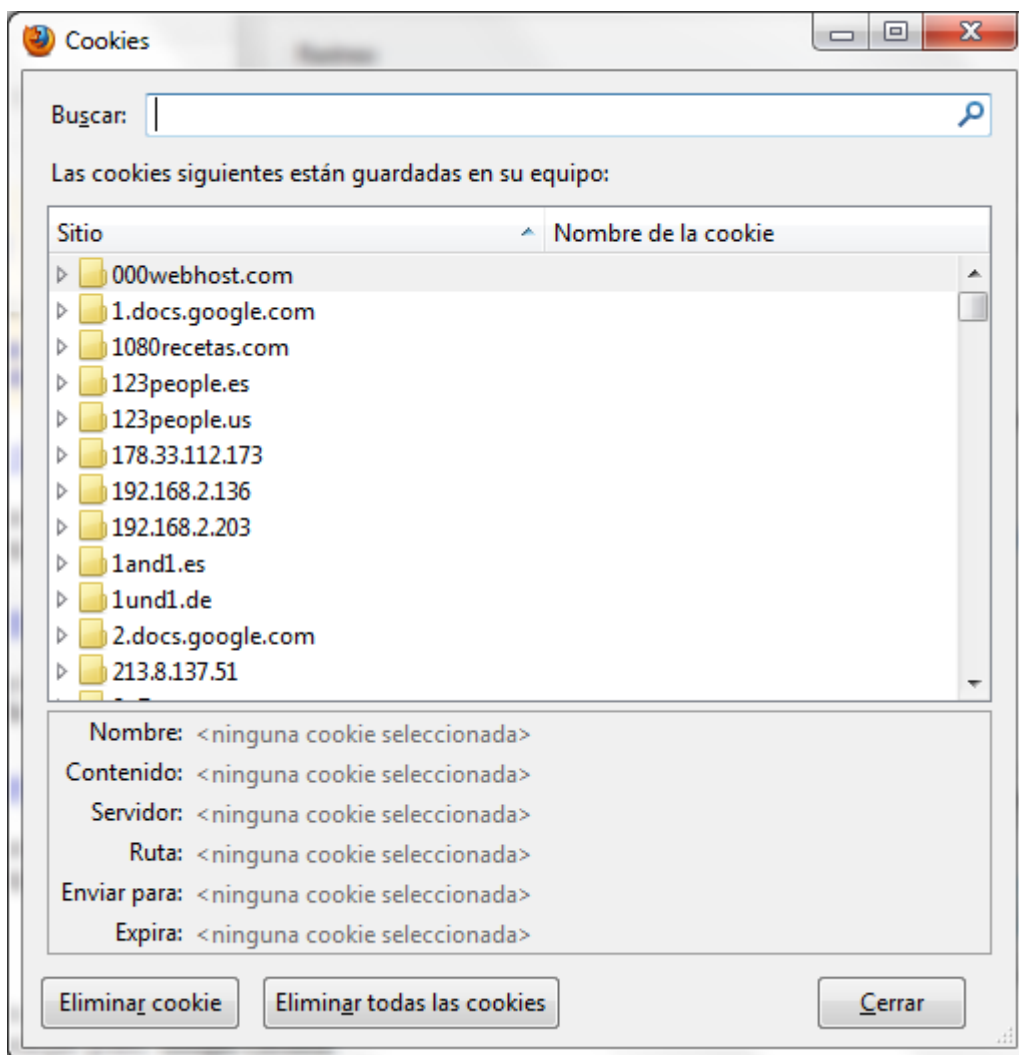 Cookies
Buscar:
Las cookies siguientes están guardadas en su equipo:
Sitio Nombre de la cookie
000webhost.com
1.docs.google.com
1080recetas.com
123people.es
123people.us
178.33.112.173
192.168.2.136
192.168.2.203
1and1.es
1und1.de
2.docs.google.com
213.8.137.51
Nombre: <ninguna cookie seleccionada>
Contenido: <ninguna cookie seleccionada>
Servidor: <ninguna cookie seleccionada>
Ruta: <ninguna cookie seleccionada>
Enviar para: <ninguna cookie seleccionada>
Expira: <ninguna cookie seleccionada>
Eliminar cookie Eliminar todas las cookies Cerrar